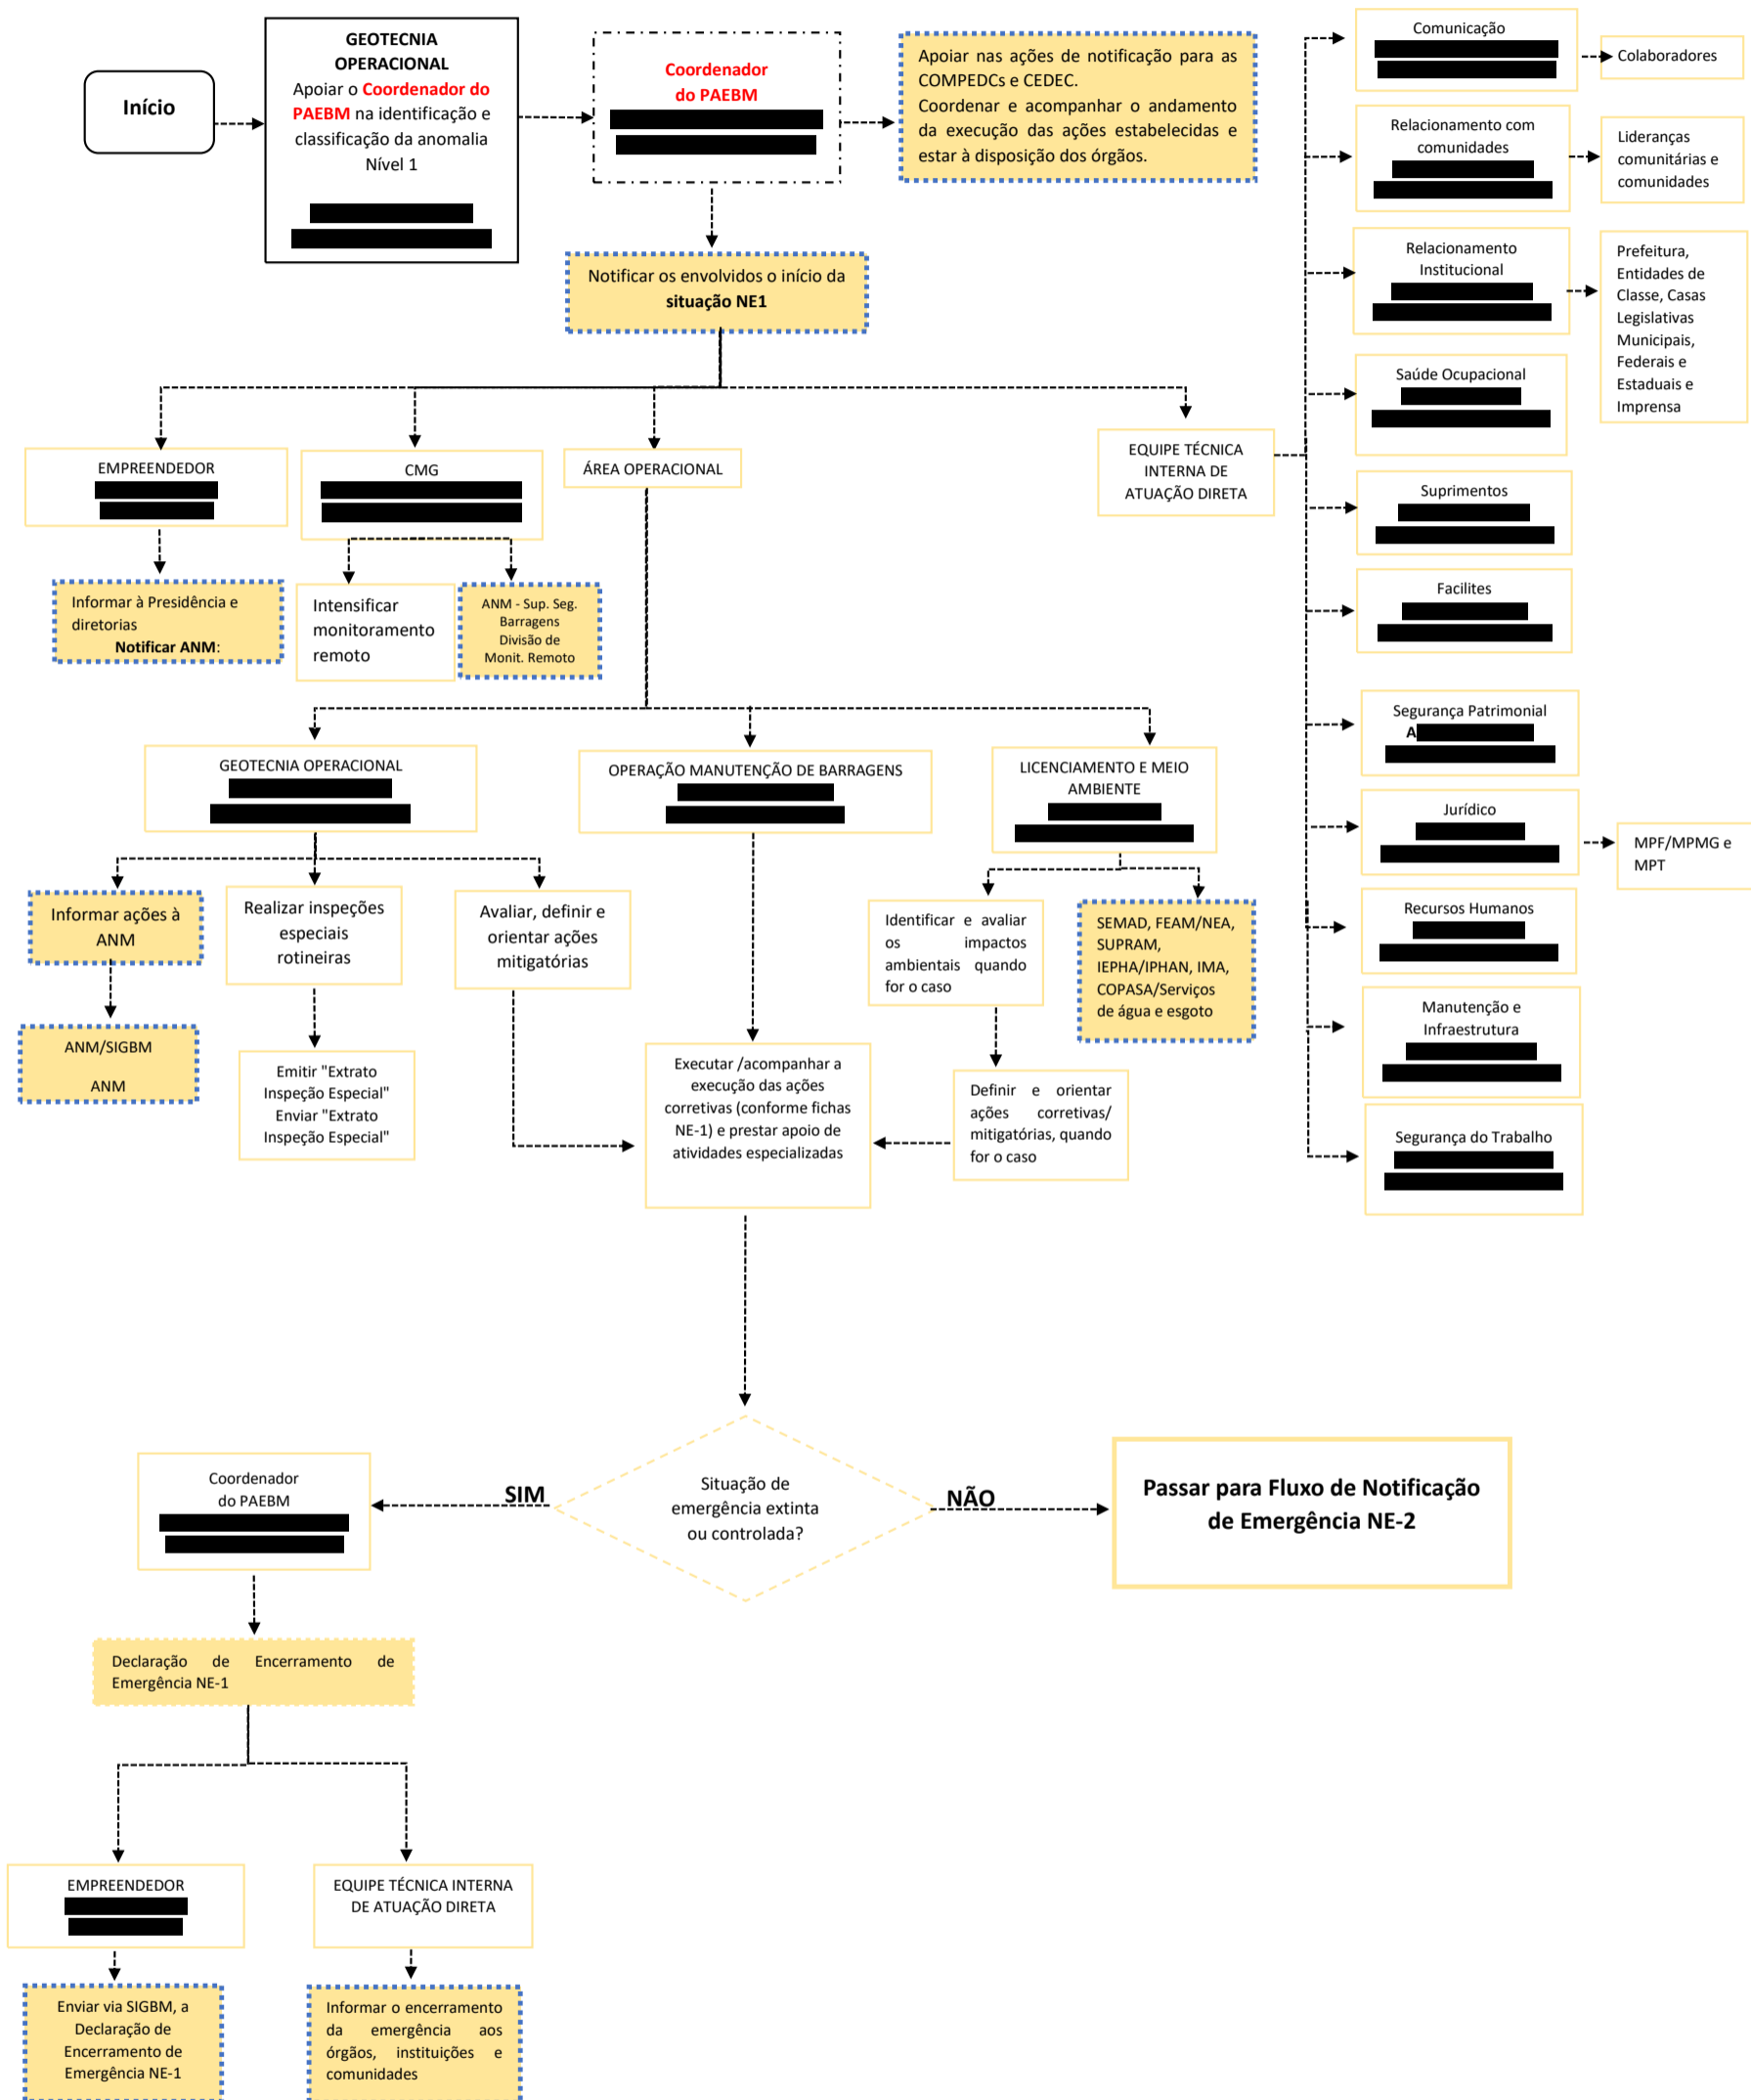 Início
GEOTECNIA
OPERACIONAL
Apoiar o Coordenador do
PAEBM na identificação e
classificação da anomalia
Nível 1
Coordenador
do PAEBM
Apoiar nas ações de notificação para as
COMPEDCs e CEDEC.
Coordenar e acompanhar o andamento
da execução das ações estabelecidas e
estar à disposição dos órgãos.
Notificar os envolvidos o início da
situação NE1
EMPREENDEDOR
CMG
ÁREA OPERACIONAL
EQUIPE TÉCNICA
INTERNA DE
ATUAÇÃO DIRETA
Informar à Presidência e
diretorias
Notificar ANM:
Intensificar
monitoramento
remoto
ANM - Sup. Seg.
Barragens
Divisão de
Monit. Remoto
Comunicação
Colaboradores
Relacionamento com
comunidades
Lideranças
comunitárias e
comunidades
Relacionamento
Institucional
Prefeitura,
Entidades de
Classe, Casas
Legislativas
Municipais,
Federais e
Estaduais e
Imprensa
Saúde Ocupacional
Suprimentos
Facilites
Segurança Patrimonial
A
Jurídico
MPF/MPMG e
MPT
Recursos Humanos
Manutenção e
Infraestrutura
Segurança do Trabalho
GEOTECNIA OPERACIONAL
OPERAÇÃO MANUTENÇÃO DE BARRAGENS
LICENCIAMENTO E MEIO
AMBIENTE
Informar ações à
ANM
Realizar inspeções
especiais
rotineiras
Avaliar, definir e
orientar ações
mitigatórias
Identificar e avaliar
os impactos
ambientais quando
for o caso
SEMAD, FEAM/NEA,
SUPRAM,
IEPHA/IPHAN, IMA,
COPASA/Serviços
de água e esgoto
ANM/SIGBM
ANM
Emitir "Extrato
Inspeção Especial"
Enviar "Extrato
Inspeção Especial"
Executar /acompanhar a
execução das ações
corretivas (conforme fichas
NE-1) e prestar apoio de
atividades especializadas
Definir e orientar
ações corretivas/
mitigatórias, quando
for o caso
Situação de
emergência extinta
ou controlada?
SIM
NÃO
Coordenador
do PAEBM
Passar para Fluxo de Notificação
de Emergência NE-2
Declaração de Encerramento de
Emergência NE-1
EMPREENDEDOR
EQUIPE TÉCNICA INTERNA
DE ATUAÇÃO DIRETA
Enviar via SIGBM, a
Declaração de
Encerramento de
Emergência NE-1
Informar o encerramento
da emergência aos
órgãos, instituições e
comunidades